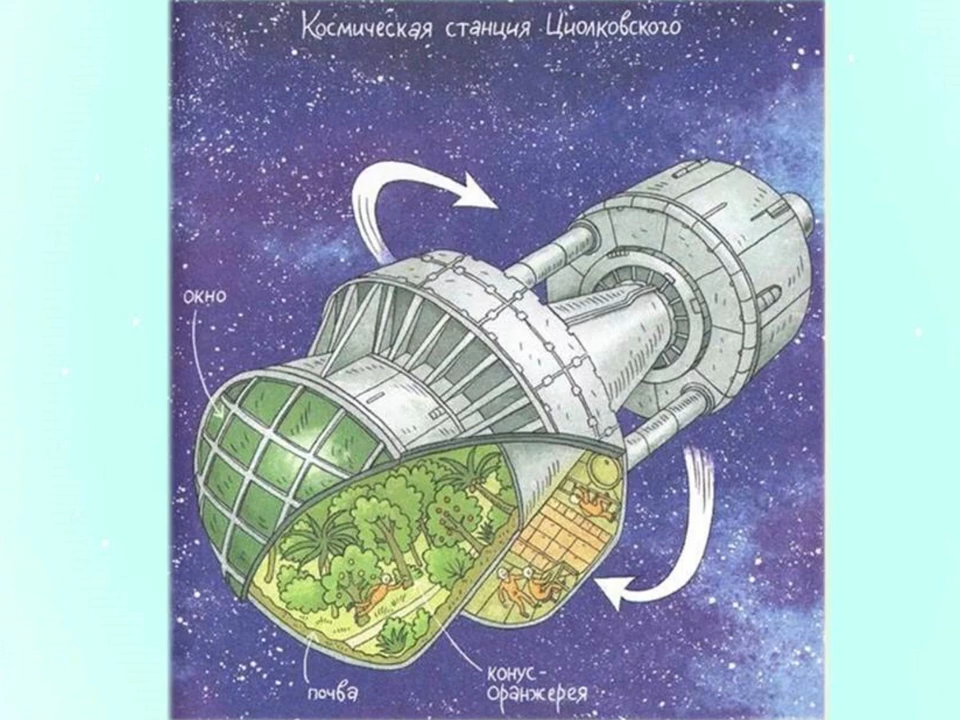 Космическая станция Циолковского
окно
почва
конус-
оранжерея